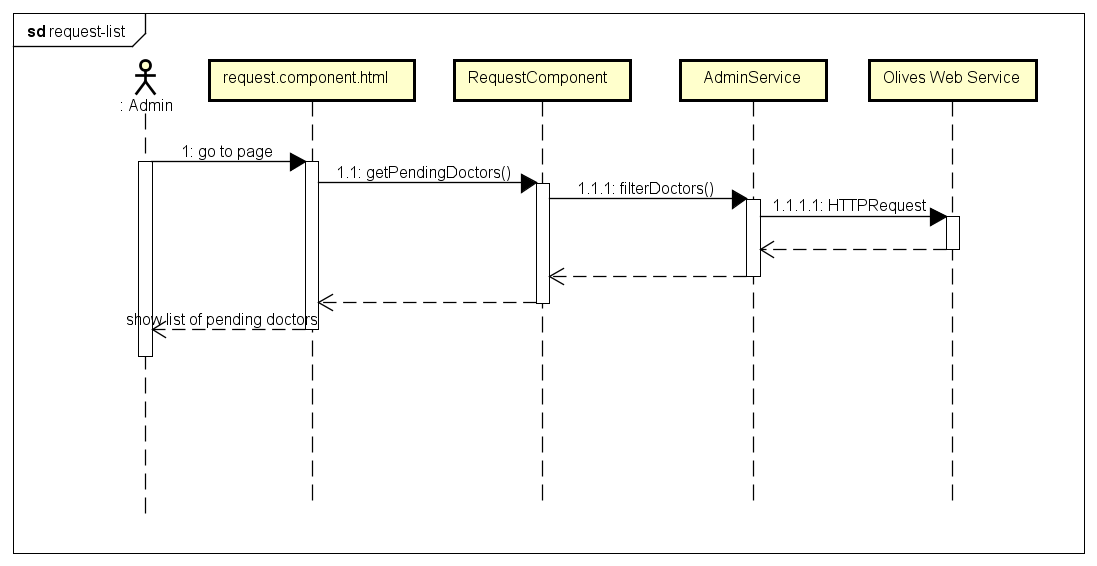 sd request-list
request.component.html
RequestComponent
AdminService
Olives Web Service
: Admin
1: go to page
1.1: getPendingDoctors()
1.1.1: filterDoctors()
1.1.1.1: HTTPRequest
show list of pending doctors